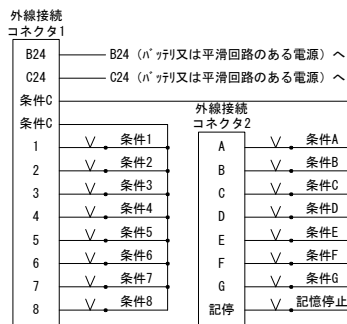 外線接続
コネクタ1
B24 B24 (ﾊﾞｯﾃﾘ又は平滑回路のある電源) へ
C24 C24 (ﾊﾞｯﾃﾘ又は平滑回路のある電源) へ
条件C
条件C
1 条件1
2 条件2
3 条件3
4 条件4
5 条件5
6 条件6
7 条件7
8 条件8
外線接続
コネクタ2
A 条件A
B 条件B
C 条件C
D 条件D
E 条件E
F 条件F
G 条件G
記停 記憶停止